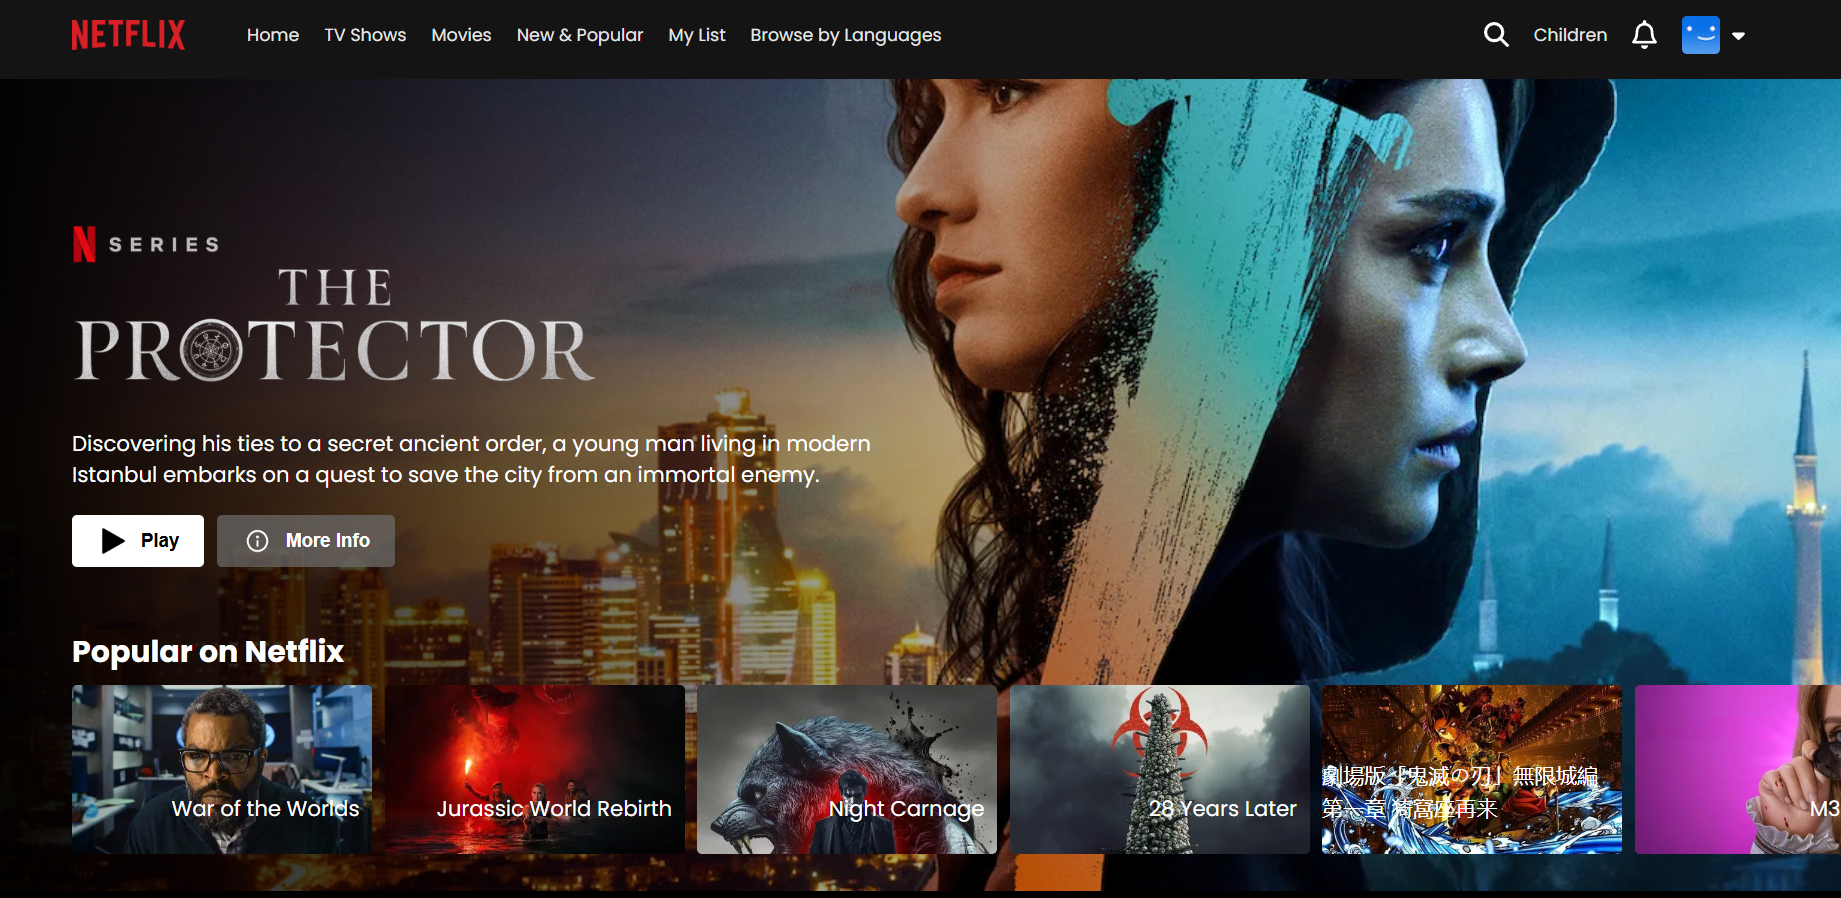 NETFLIX
Home TV Shows Movies New & Popular My List Browse by Languages Children
N SERIES
THE
PROTECTOR
Discovering his ties to a secret ancient order, a young man living in modern
Istanbul embarks on a quest to save the city from an immortal enemy.
Play More Info
Popular on Netflix
War of the Worlds
Jurassic World Rebirth
Night Carnage
28 Years Later
劇場版「鬼滅の刃」無限城編
第一章 猗窩座再来
M3